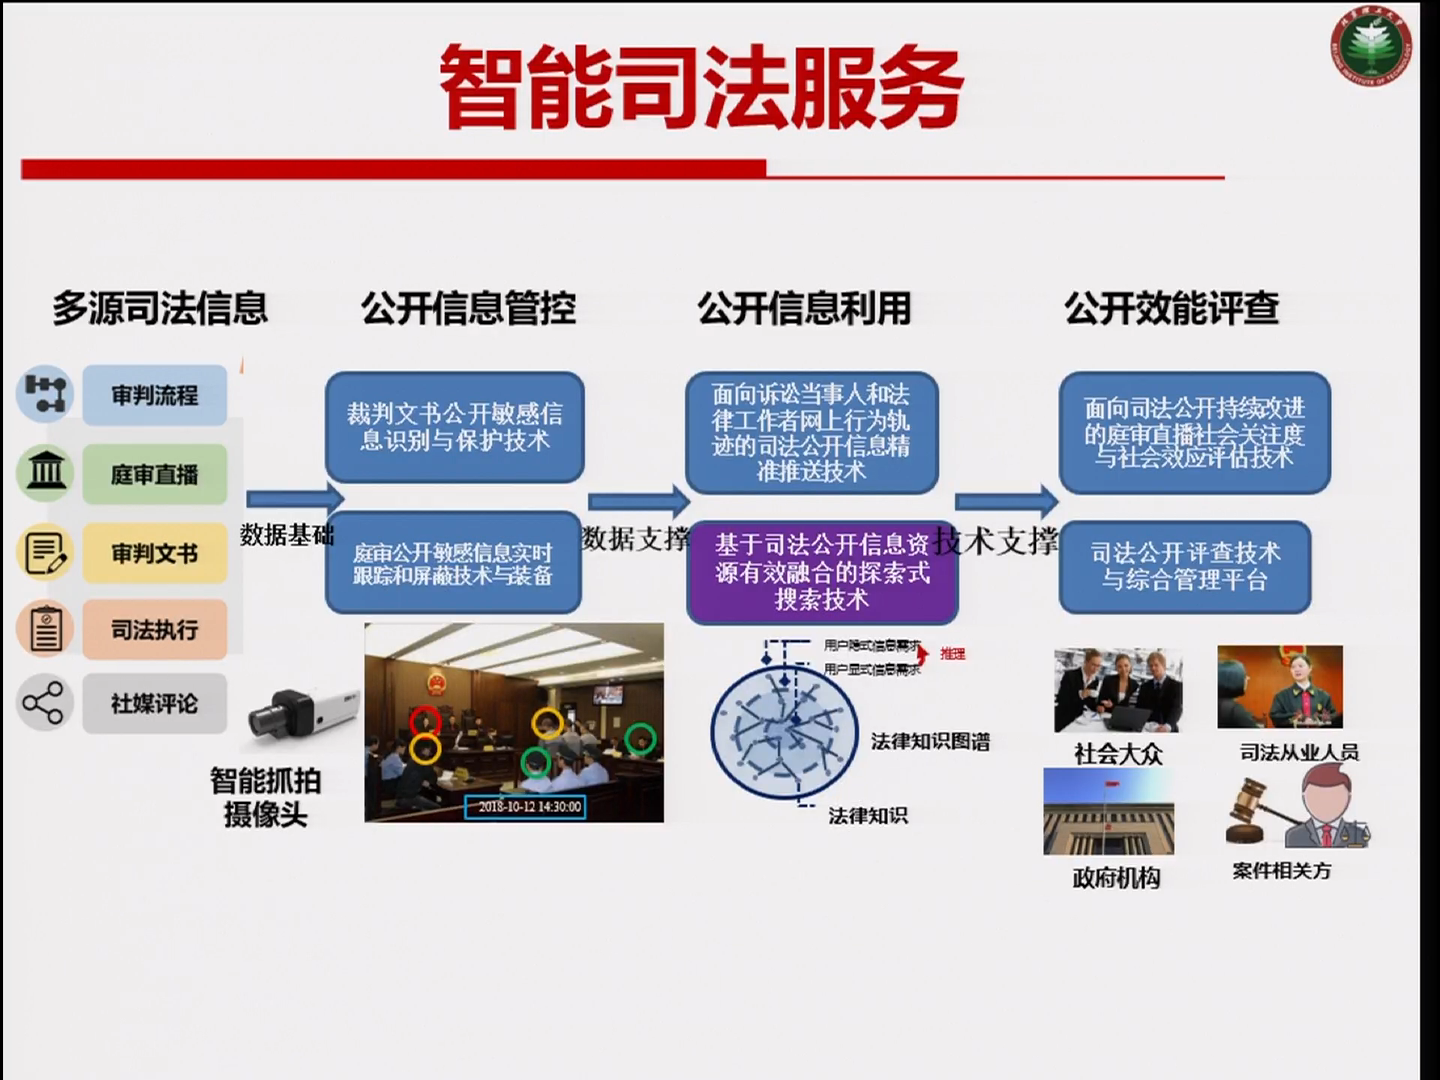 智能司法服务
多源司法信息
审判流程
庭审直播
审判文书
司法执行
社媒评论
智能抓拍
摄像头
数据基础
公开信息管控
裁判文书公开敏感信
息识别与保护技术
庭审公开敏感信息实时
跟踪和屏蔽技术与装备
2018-10-12 14:30:00
数据支撑
公开信息利用
面向诉讼当事人和法
律工作者网上行为轨
迹的司法公开信息精
准推送技术
基于司法公开信息资
源有效融合的探索式
搜索技术
用户隐式信息需求
用户显式信息需求
推理
法律知识图谱
法律知识
技术支撑
公开效能评查
面向司法公开持续改进
的庭审直播社会关注度
与社会效应评估技术
司法公开评查技术
与综合管理平台
社会大众
司法从业人员
政府机构
案件相关方
北京理工大学
BEIJING INSTITUTE OF TECHNOLOGY